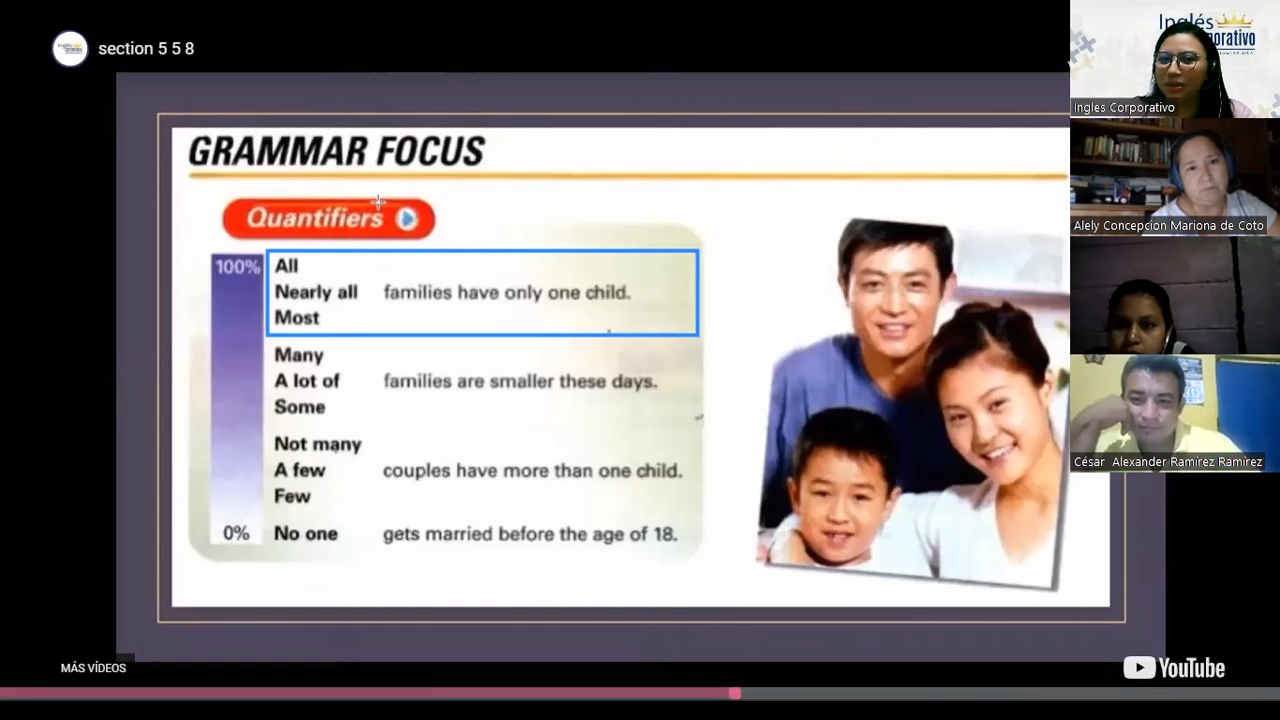 section 5 5 8
GRAMMAR FOCUS
Quantifiers
100%
All
Nearly all families have only one child.
Most
Many
A lot of families are smaller these days.
Some
Not many
A few couples have more than one child.
Few
0% No one gets married before the age of 18.
MÁS VÍDEOS
YouTube
Inglés
Ingles Corporativo
Alely Concepcion Mariona de Coto
César Alexander Ramírez Ramírez